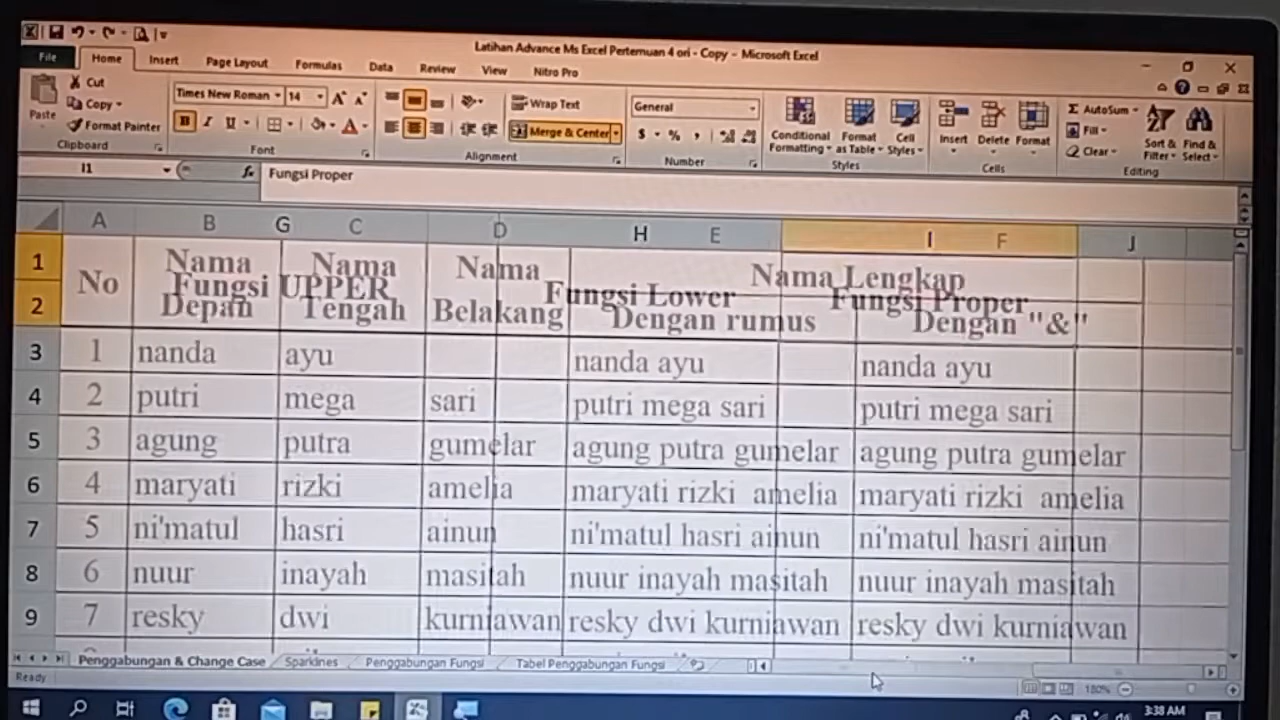 Latihan Advance Ms Excel Pertemuan 4 ori - Copy - Microsoft Excel
File Home Insert Page Layout Formulas Data Review View Nitro Pro
Cut
Copy
Format Painter
Paste
Clipboard
Times New Roman 14
B I U
Font
Wrap Text
Merge & Center
Alignment
General
$ % ,
Number
Conditional Formatting
Format as Table
Cell Styles
Styles
Insert Delete Format
Cells
AutoSum
Fill
Clear
Sort & Filter
Find & Select
Editing
I1 fx Fungsi Proper
A B G C D H E I F J
1 2
No
Nama Depan
Nama Tengah
Nama Belakang
Nama Lengkap
Fungsi UPPER
Fungsi Lower
Fungsi Proper
Dengan rumus
Dengan "&"
3 1 nanda ayu nanda ayu nanda ayu
4 2 putri mega sari putri mega sari putri mega sari
5 3 agung putra gumelar agung putra gumelar agung putra gumelar
6 4 maryati rizki amelia maryati rizki amelia maryati rizki amelia
7 5 ni'matul hasri ainun ni'matul hasri ainun ni'matul hasri ainun
8 6 nuur inayah masitah nuur inayah masitah nuur inayah masitah
9 7 resky dwi kurniawan resky dwi kurniawan resky dwi kurniawan
Penggabungan & Change Case Sparklines Penggabungan Fungsi Tabel Penggabungan Fungsi
Ready
180%
3:38 AM